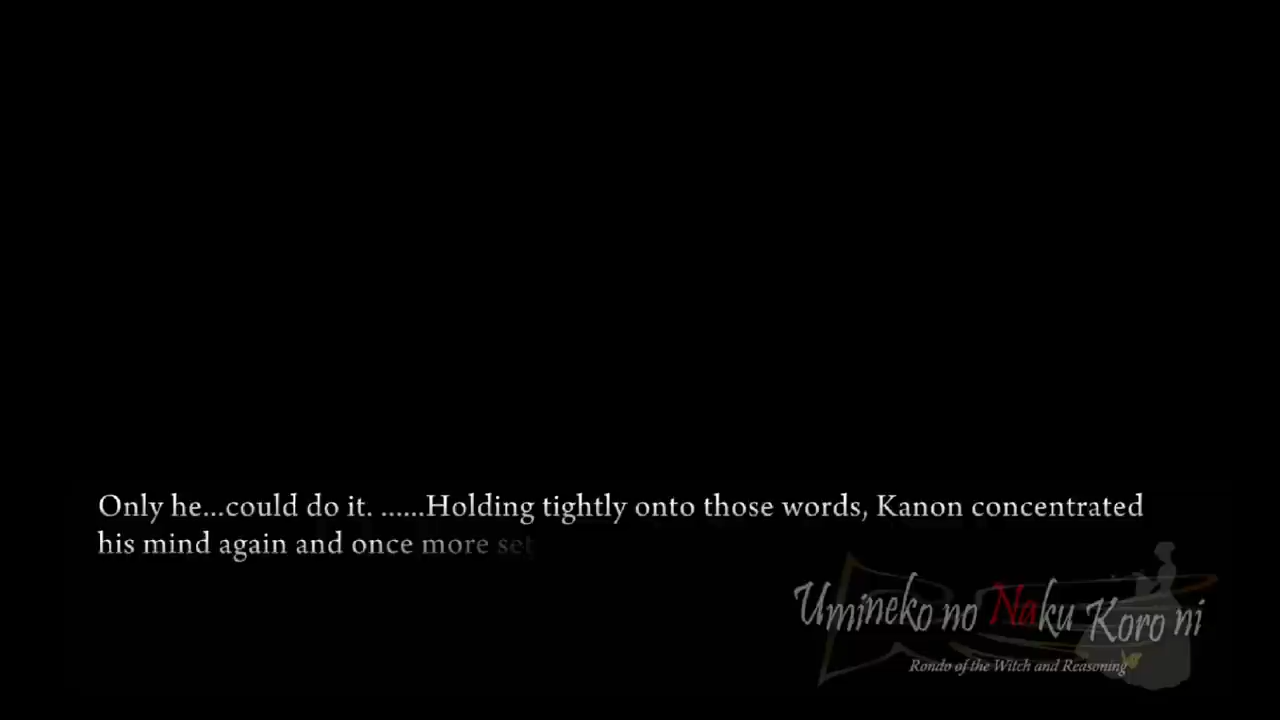 Only he...could do it. ......Holding tightly onto those words, Kanon concentrated
his mind again and once more set
Umineko no Naku Koro ni
Rondo of the Witch and Reasoning